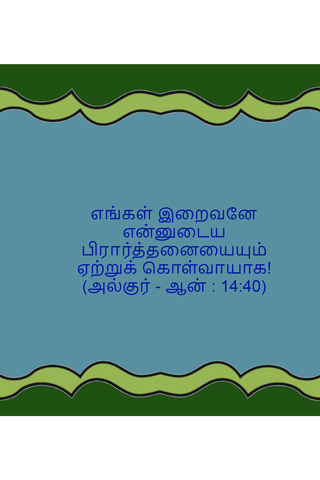 எங்கள் இறைவனே
என்னுடைய
பிரார்த்தனையையும்
ஏற்றுக் கொள்வாயாக!
(அல்குர் - ஆன் : 14:40)